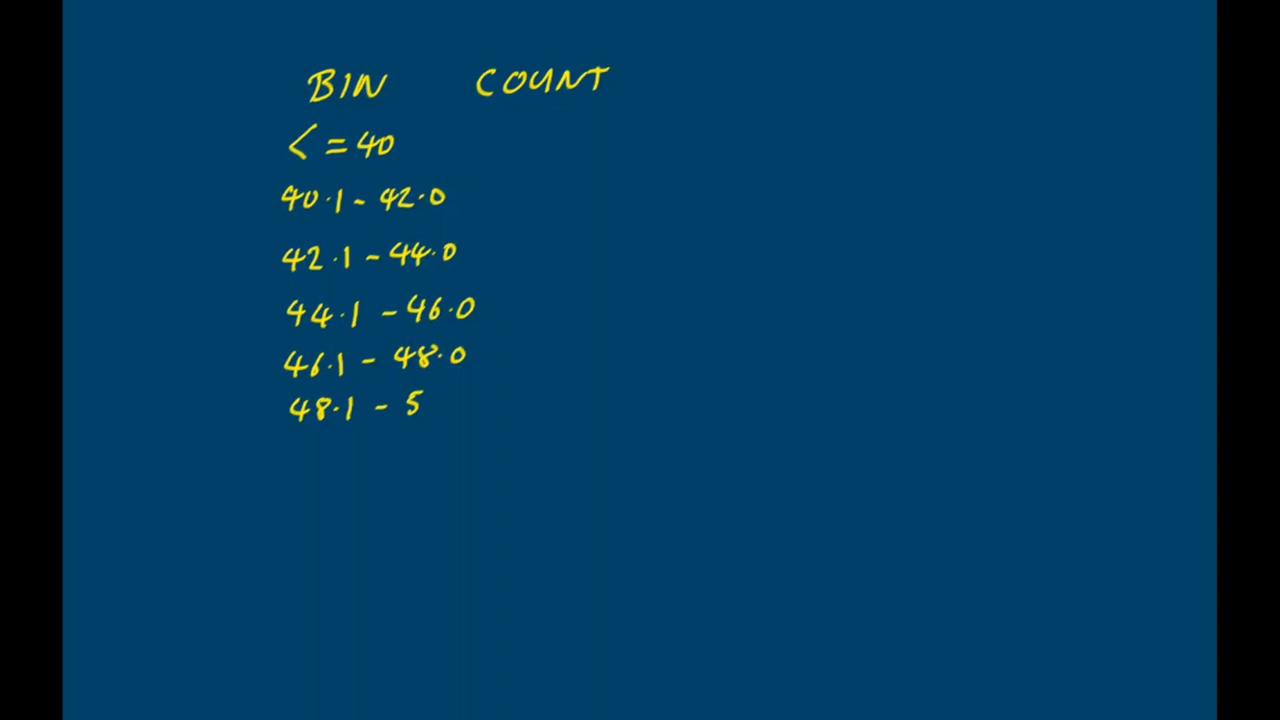 BIN COUNT
< = 40
40.1 - 42.0
42.1 - 44.0
44.1 - 46.0
46.1 - 48.0
48.1 - 5